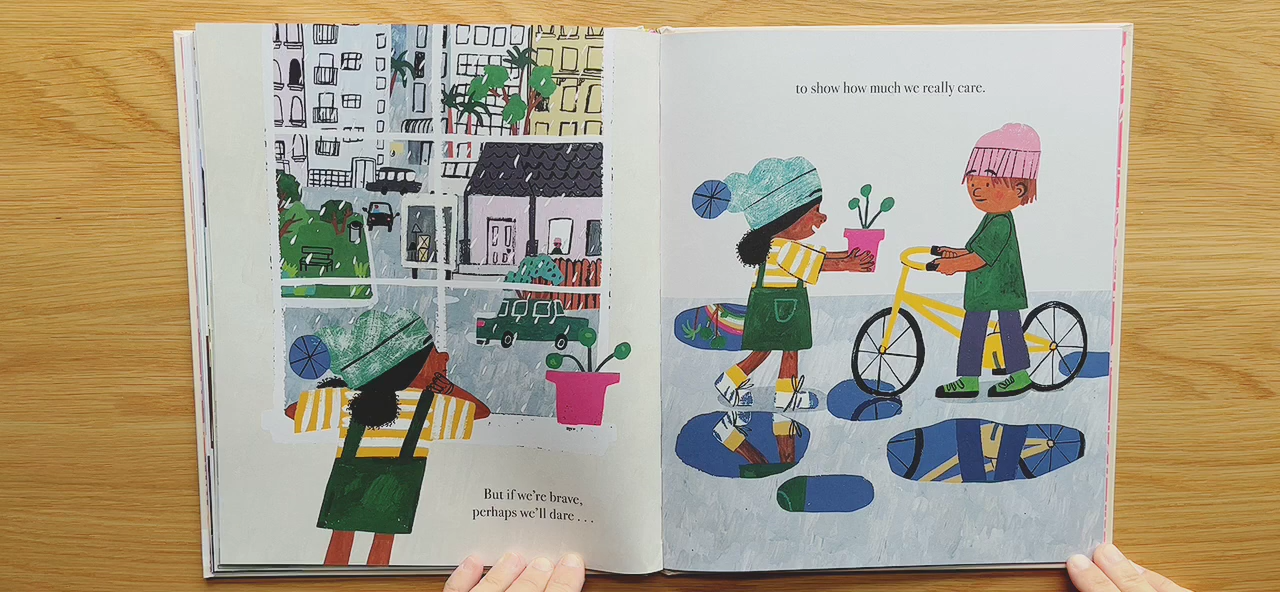 But if we're brave,
perhaps we'll dare . . .
to show how much we really care.